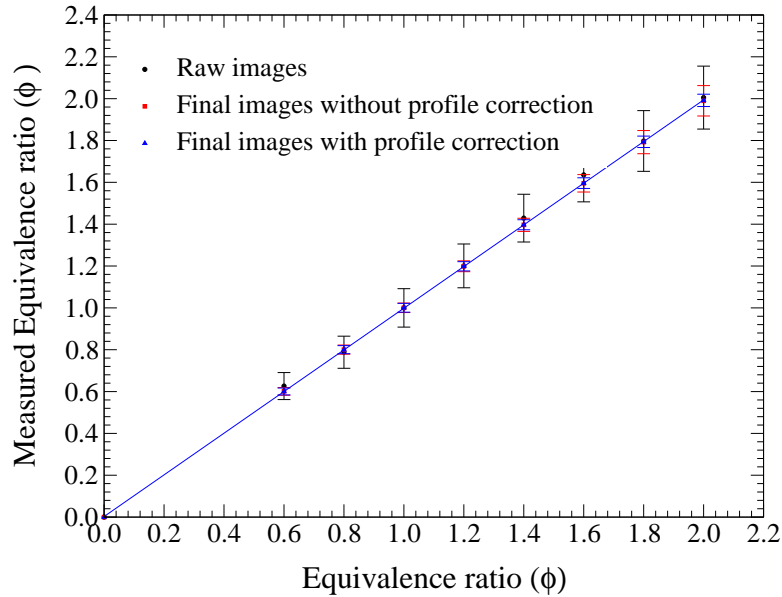 2.4
2.2
2.0
1.8
1.6
1.4
1.2
1.0
0.8
0.6
0.4
0.2
0.0
Measured Equivalence ratio (ϕ )
Raw images
Final images without profile correction
Final images with profile correction
0.0 0.2 0.4 0.6 0.8 1.0 1.2 1.4 1.6 1.8 2.0 2.2
Equivalence ratio (ϕ)